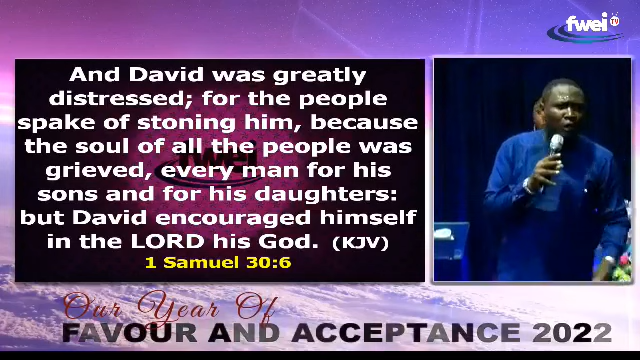 fwei TV
And David was greatly
distressed; for the people
spake of stoning him, because
the soul of all the people was
grieved, every man for his
sons and for his daughters:
but David encouraged himself
in the LORD his God. (KJV)
1 Samuel 30:6
fwei
Our Year Of
FAVOUR AND ACCEPTANCE 2022